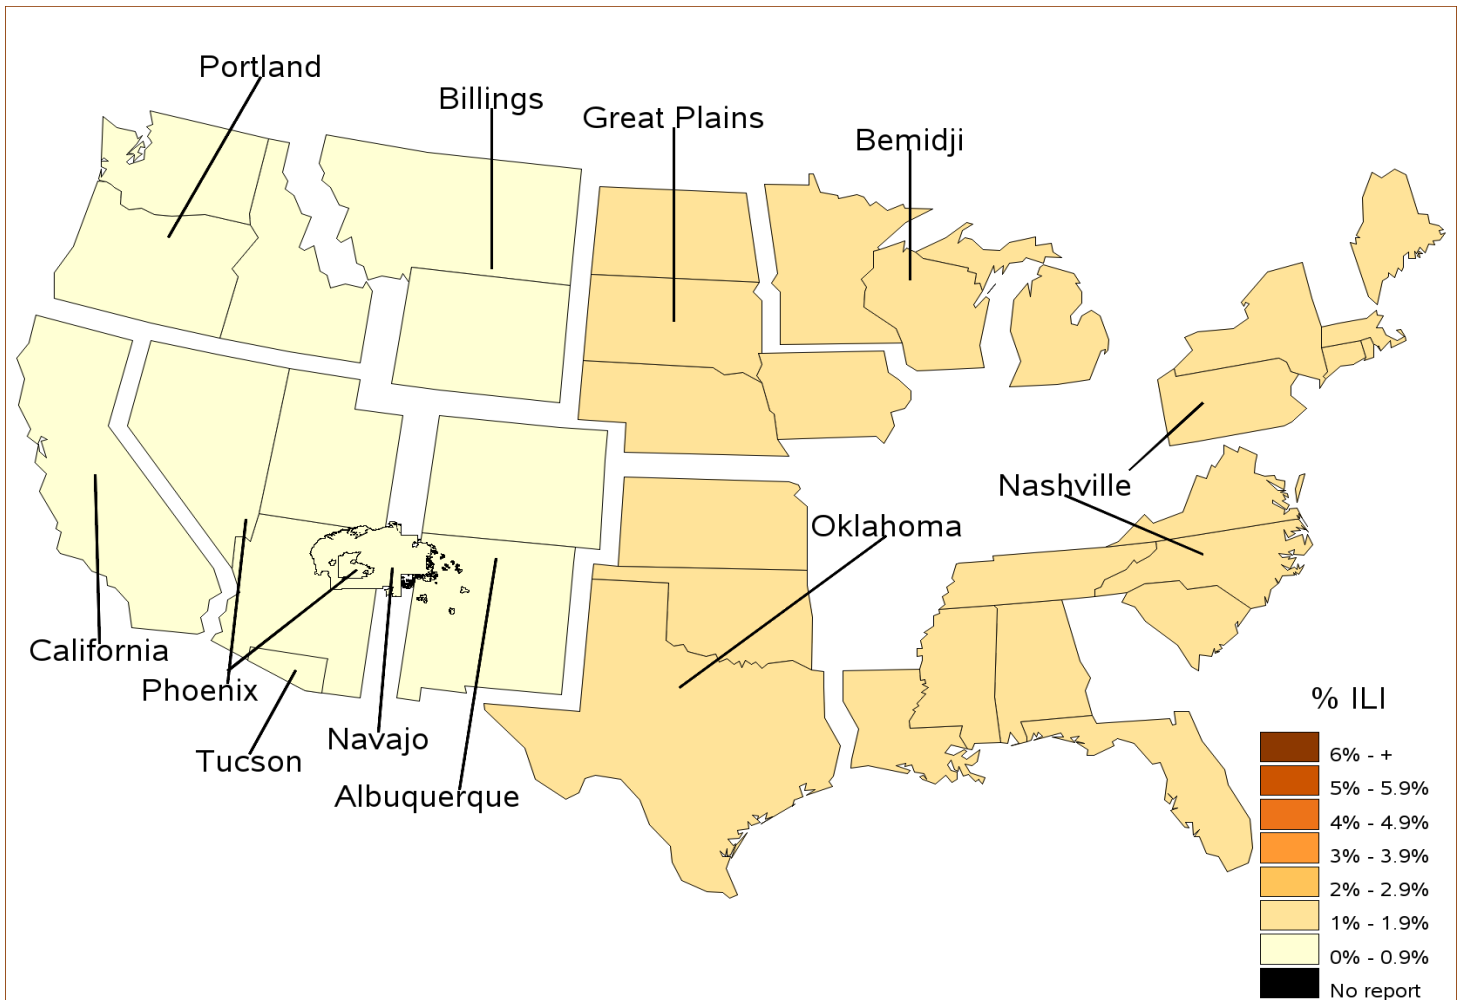 Portland
Billings
Great Plains
Bemidji
Nashville
Oklahoma
California
Phoenix
Navajo
Tucson
Albuquerque
% ILI
6% - +
5% - 5.9%
4% - 4.9%
3% - 3.9%
2% - 2.9%
1% - 1.9%
0% - 0.9%
No report